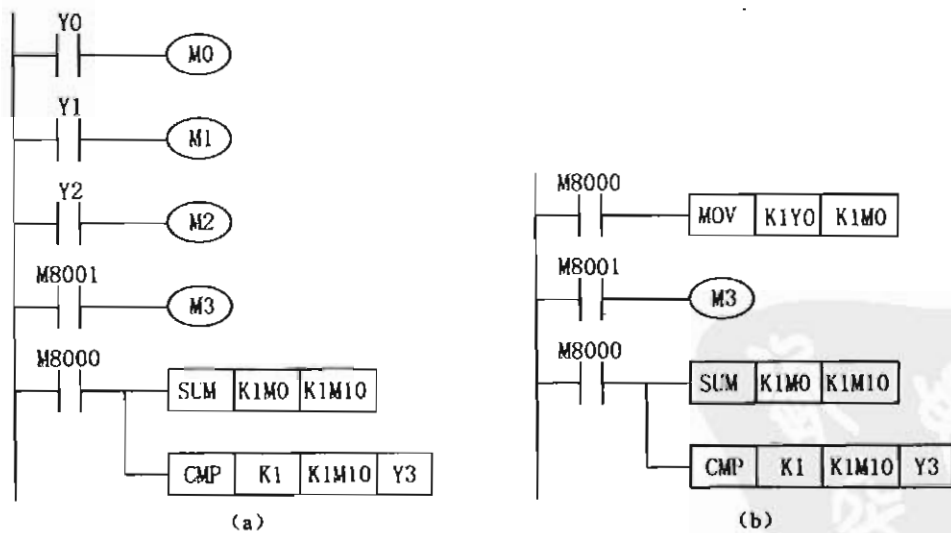 Y0
M0
Y1
M1
Y2
M2
M8001
M3
M8000
SUM K1M0 K1M10
CMP K1 K1M10 Y3
(a)
M8000
MOV K1Y0 K1M0
M8001
M3
M8000
SUM K1M0 K1M10
CMP K1 K1M10 Y3
(b)